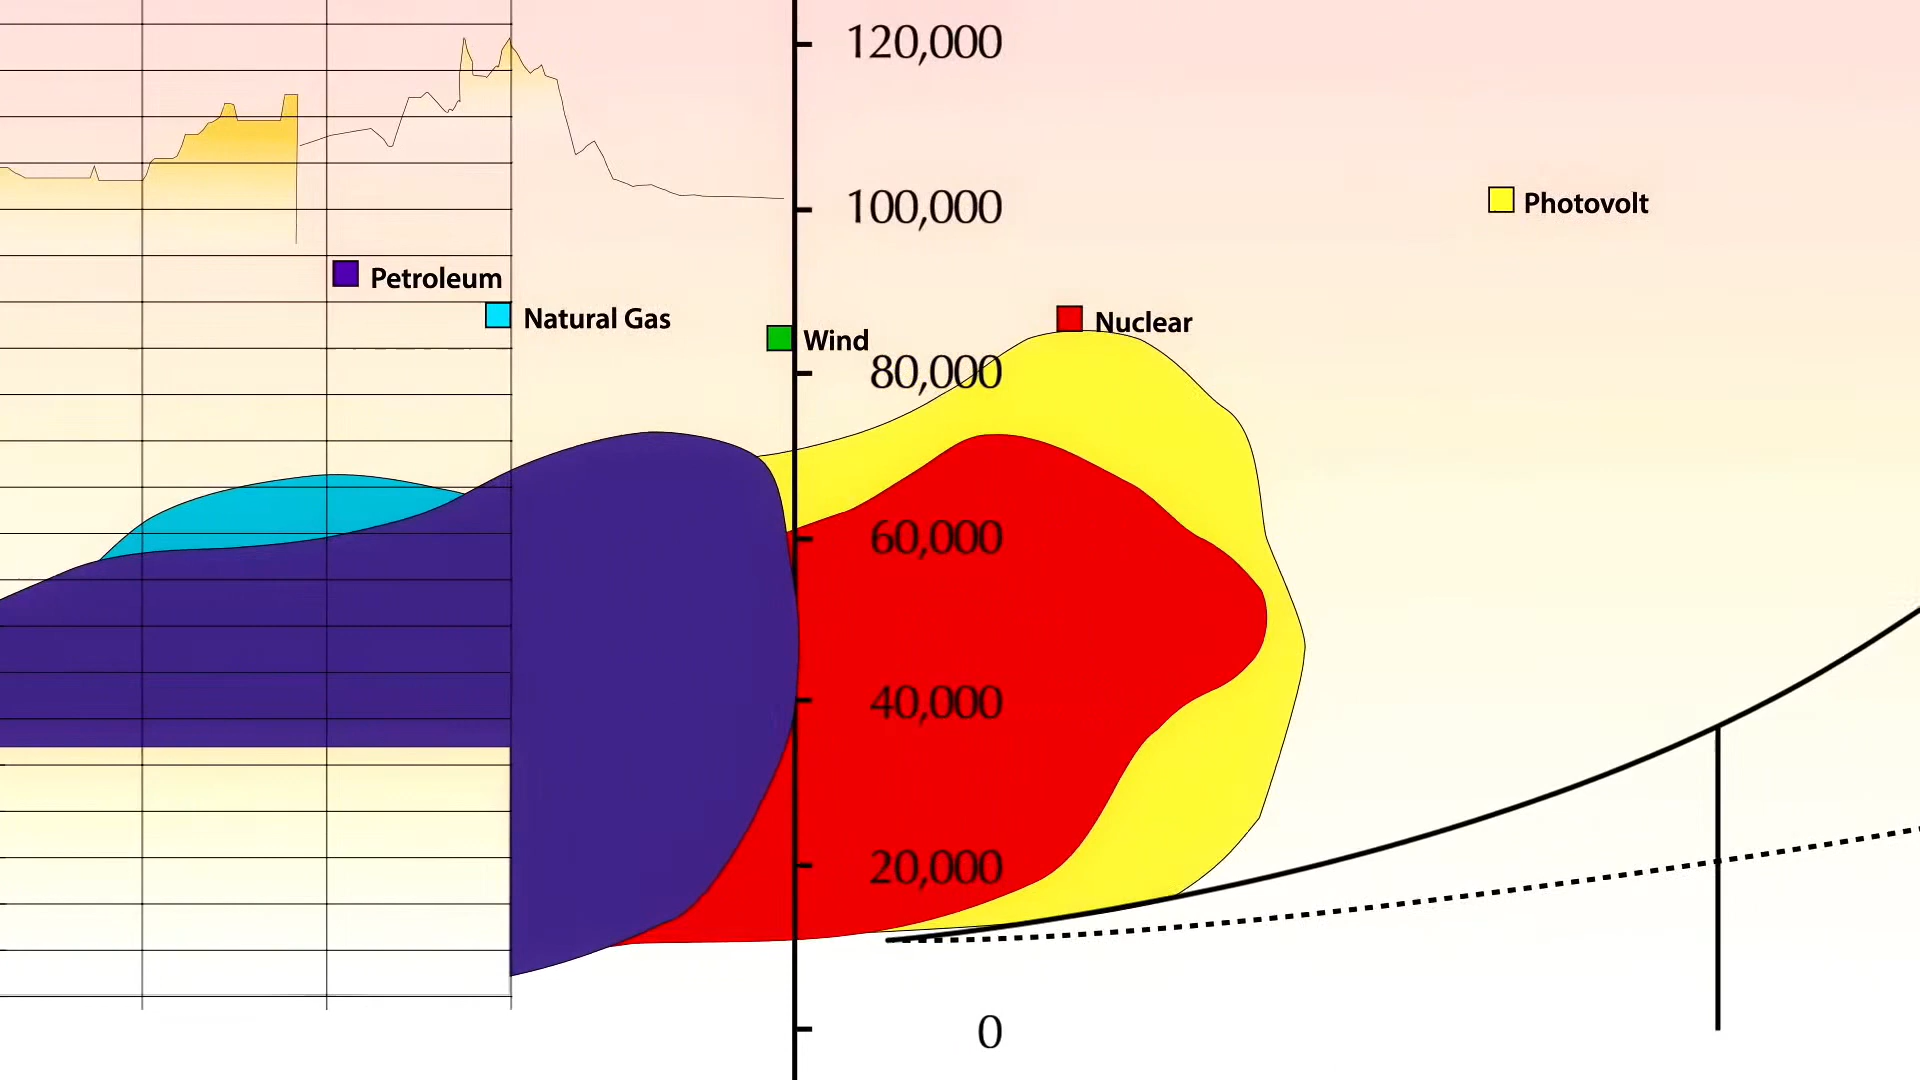 120,000
100,000
Photovolt
Petroleum
Natural Gas
Nuclear
Wind
80,000
60,000
40,000
20,000
0